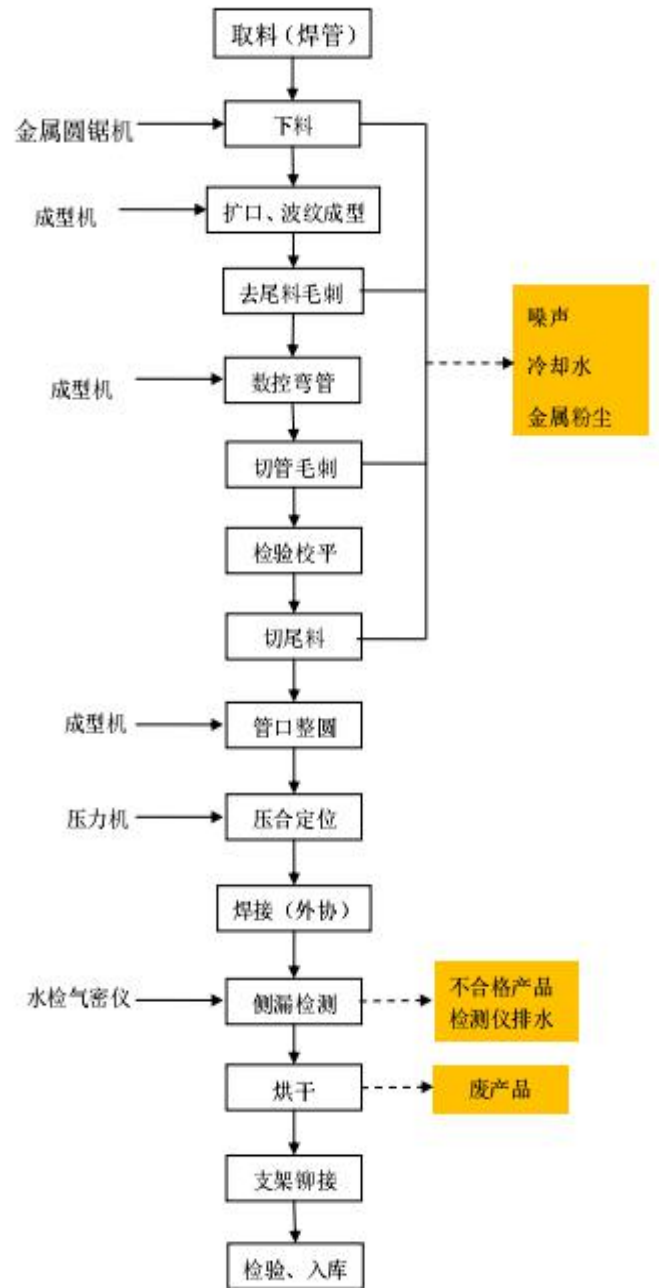 取料（焊管）
金属圆锯机
下料
成型机
扩口、波纹成型
去尾料毛刺
噪声
冷却水
金属粉尘
成型机
数控弯管
切管毛刺
检验校平
切尾料
成型机
管口整圆
压力机
压合定位
焊接（外协）
水检气密仪
侧漏检测
不合格产品
检测仪排水
烘干
废产品
支架铆接
检验、入库